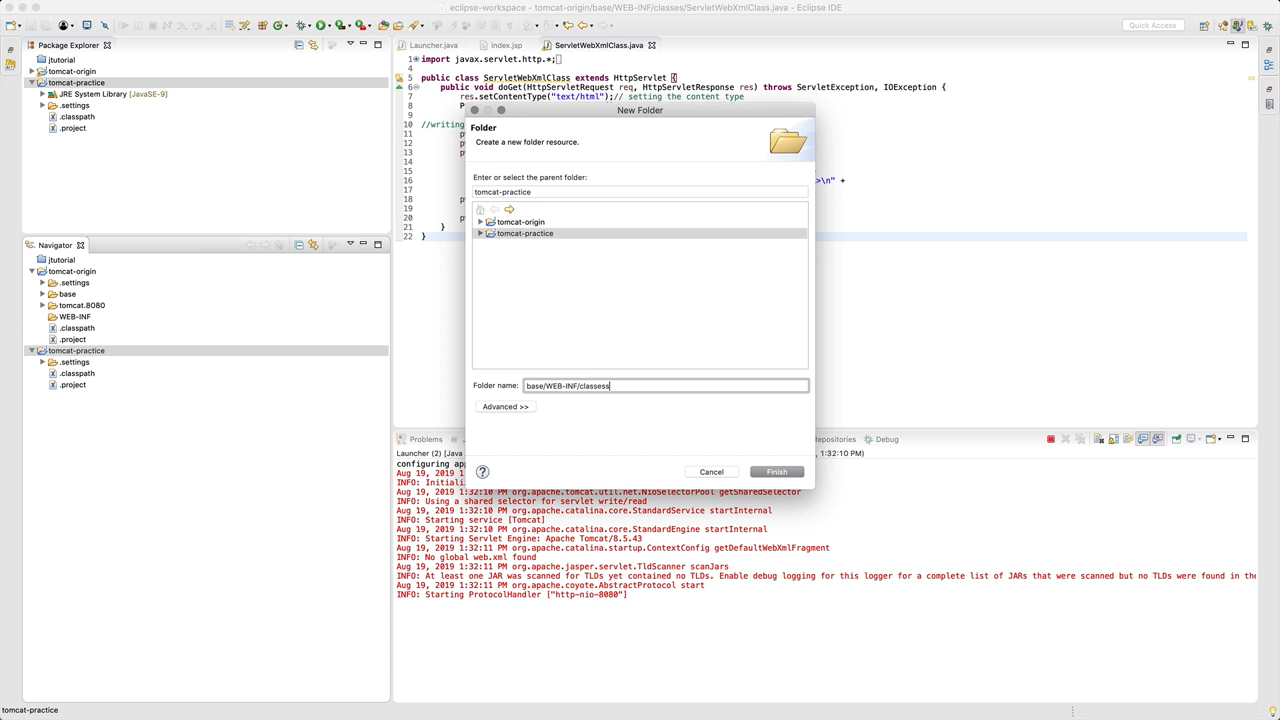 eclipse-workspace - tomcat-origin/base/WEB-INF/classes/ServletWebXmlClass.java - Eclipse IDE
Quick Access
Package Explorer
jtutorial
tomcat-origin
tomcat-practice
JRE System Library [JavaSE-9]
.settings
.classpath
.project
Navigator
jtutorial
tomcat-origin
.settings
base
tomcat.8080
WEB-INF
.classpath
.project
tomcat-practice
.settings
.classpath
.project
Launcher.java
index.jsp
ServletWebXmlClass.java
1 import javax.servlet.http.*;
4
5 public class ServletWebXmlClass extends HttpServlet {
6 public void doGet(HttpServletRequest req, HttpServletResponse res) throws ServletException, IOException {
7 res.setContentType("text/html");// setting the content type
8 P
9
10 //writing
11 p
12 p
13 p
14
15
16 >\n" +
17
18 p
19
20 p
21 }
22 }
New Folder
Folder
Create a new folder resource.
Enter or select the parent folder:
tomcat-practice
tomcat-origin
tomcat-practice
Folder name: base/WEB-INF/classess
Advanced >>
?
Cancel
Finish
Problems
epositories
Debug
Launcher (2) [Java
, 1:32:10 PM)
configuring app
Aug 19, 2019 1:32:10
INFO: Initiali
Aug 19, 2019 1:32:10 PM org.apache.tomcat.util.net.NioSelectorPool getSharedSelector
INFO: Using a shared selector for servlet write/read
Aug 19, 2019 1:32:10 PM org.apache.catalina.core.StandardService startInternal
INFO: Starting service [Tomcat]
Aug 19, 2019 1:32:10 PM org.apache.catalina.core.StandardEngine startInternal
INFO: Starting Servlet Engine: Apache Tomcat/8.5.43
Aug 19, 2019 1:32:11 PM org.apache.catalina.startup.ContextConfig getDefaultWebXmlFragment
INFO: No global web.xml found
Aug 19, 2019 1:32:11 PM org.apache.jasper.servlet.TldScanner scanJars
INFO: At least one JAR was scanned for TLDs yet contained no TLDs. Enable debug logging for this logger for a complete list of JARs that were scanned but no TLDs were found in the
Aug 19, 2019 1:32:11 PM org.apache.coyote.AbstractProtocol start
INFO: Starting ProtocolHandler ["http-nio-8080"]
tomcat-practice